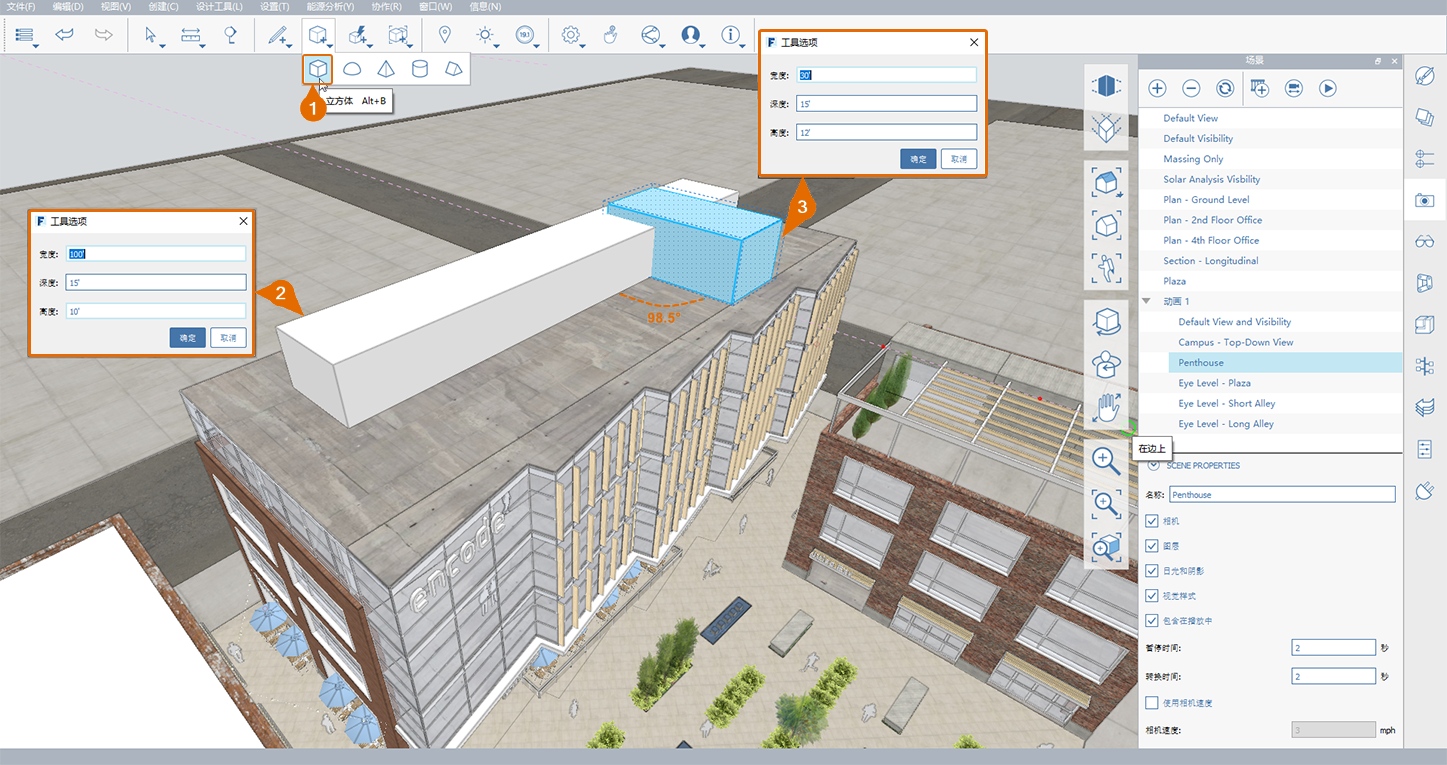 文件(F) 编辑(D) 视图(V) 创建(C) 设计工具(L) 设置(T) 能源分析(Y) 协作(R) 窗口(W) 信息(N)
19.1
立方体 Alt+B
1
F 工具选项
宽度: 30'
深度: 15'
高度: 12'
确定 取消
3
F 工具选项
宽度: 100'
深度: 15'
高度: 10'
确定 取消
2
98.5°
emcode
在边上
场景
Default View
Default Visibility
Massing Only
Solar Analysis Visbility
Plan - Ground Level
Plan - 2nd Floor Office
Plan - 4th Floor Office
Section - Longitudinal
Plaza
动画 1
Default View and Visibility
Campus - Top-Down View
Penthouse
Eye Level - Plaza
Eye Level - Short Alley
Eye Level - Long Alley
SCENE PROPERTIES
名称: Penthouse
相机
图层
日光和阴影
视觉样式
包含在播放中
暂停时间: 2 秒
转换时间: 2 秒
使用相机速度
相机速度: 3 mph